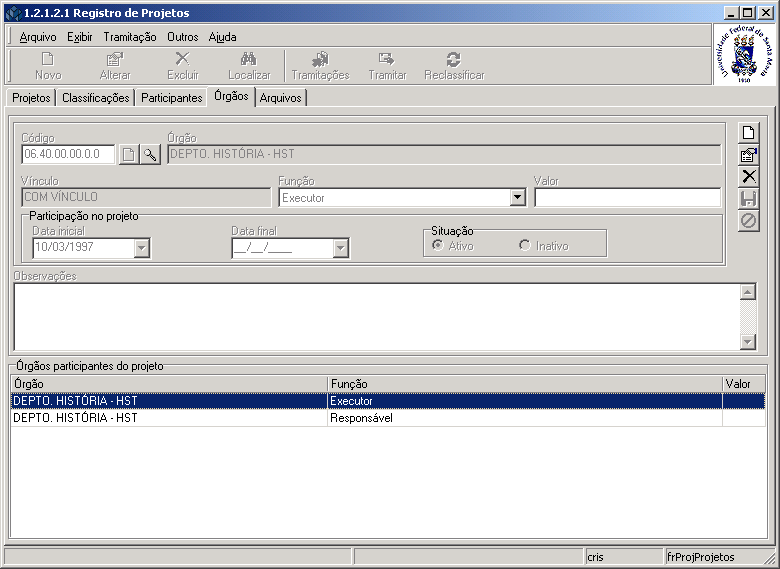 1.2.1.2.1 Registro de Projetos
Arquivo Exibir Tramitação Outros Ajuda
Novo Alterar Excluir Localizar Tramitações Tramitar Reclassificar
Universidade Federal de Santa Maria
1960
Projetos Classificações Participantes Órgãos Arquivos
Código Órgão
06.40.00.00.0.0 DEPTO. HISTÓRIA - HST
Vínculo Função Valor
COM VÍNCULO Executor
Participação no projeto
Data inicial Data final Situação
10/03/1997 __/__/____ Ativo Inativo
Observações
Órgãos participantes do projeto
Órgão Função Valor
DEPTO. HISTÓRIA - HST Executor
DEPTO. HISTÓRIA - HST Responsável
cris frProjProjetos